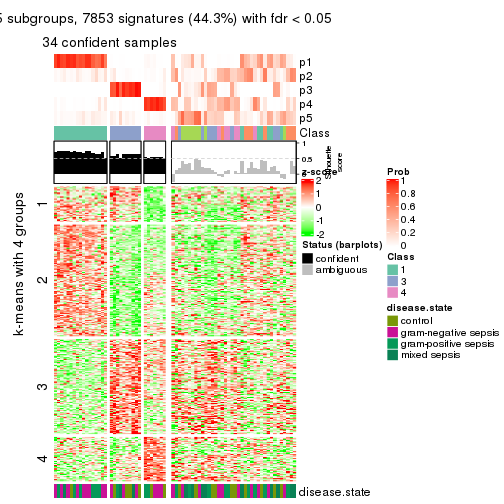 5 subgroups, 7853 signatures (44.3%) with fdr < 0.05
34 confident samples
p1
p2
p3
p4
p5
Class
1
0.5
0
Silhouette
score
z-score
2
1
0
-1
-2
Status (barplots)
confident
ambiguous
Prob
1
0.8
0.6
0.4
0.2
0
Class
1
3
4
disease.state
control
gram-negative sepsis
gram-positive sepsis
mixed sepsis
k-means with 4 groups
1
2
3
4
disease.state